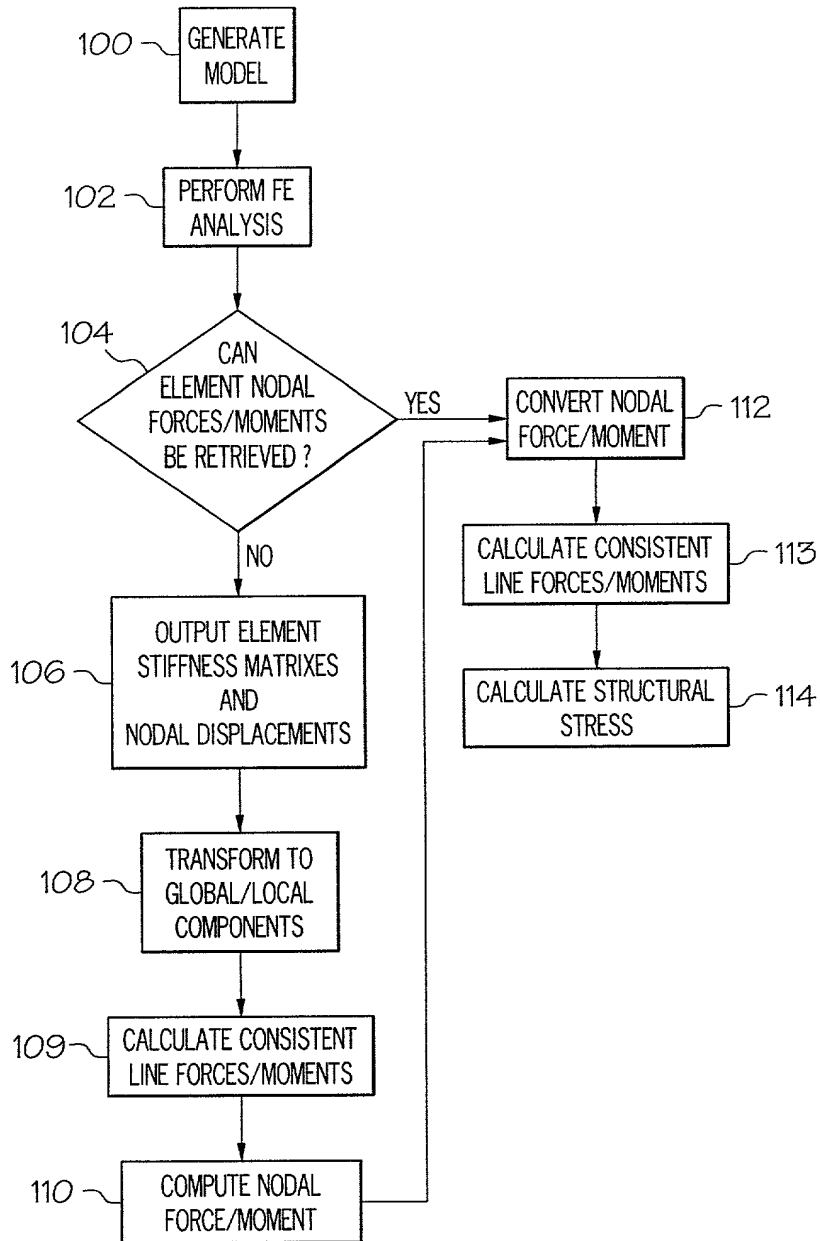 100
GENERATE
MODEL
102
PERFORM FE
ANALYSIS
104
CAN
ELEMENT NODAL
FORCES/MOMENTS
BE RETRIEVED ?
YES
NO
CONVERT NODAL
FORCE/MOMENT
112
CALCULATE CONSISTENT
LINE FORCES/MOMENTS
113
CALCULATE STRUCTURAL
STRESS
114
106
OUTPUT ELEMENT
STIFFNESS MATRIXES
AND
NODAL DISPLACEMENTS
108
TRANSFORM TO
GLOBAL/LOCAL
COMPONENTS
109
CALCULATE CONSISTENT
LINE FORCES/MOMENTS
110
COMPUTE NODAL
FORCE/MOMENT